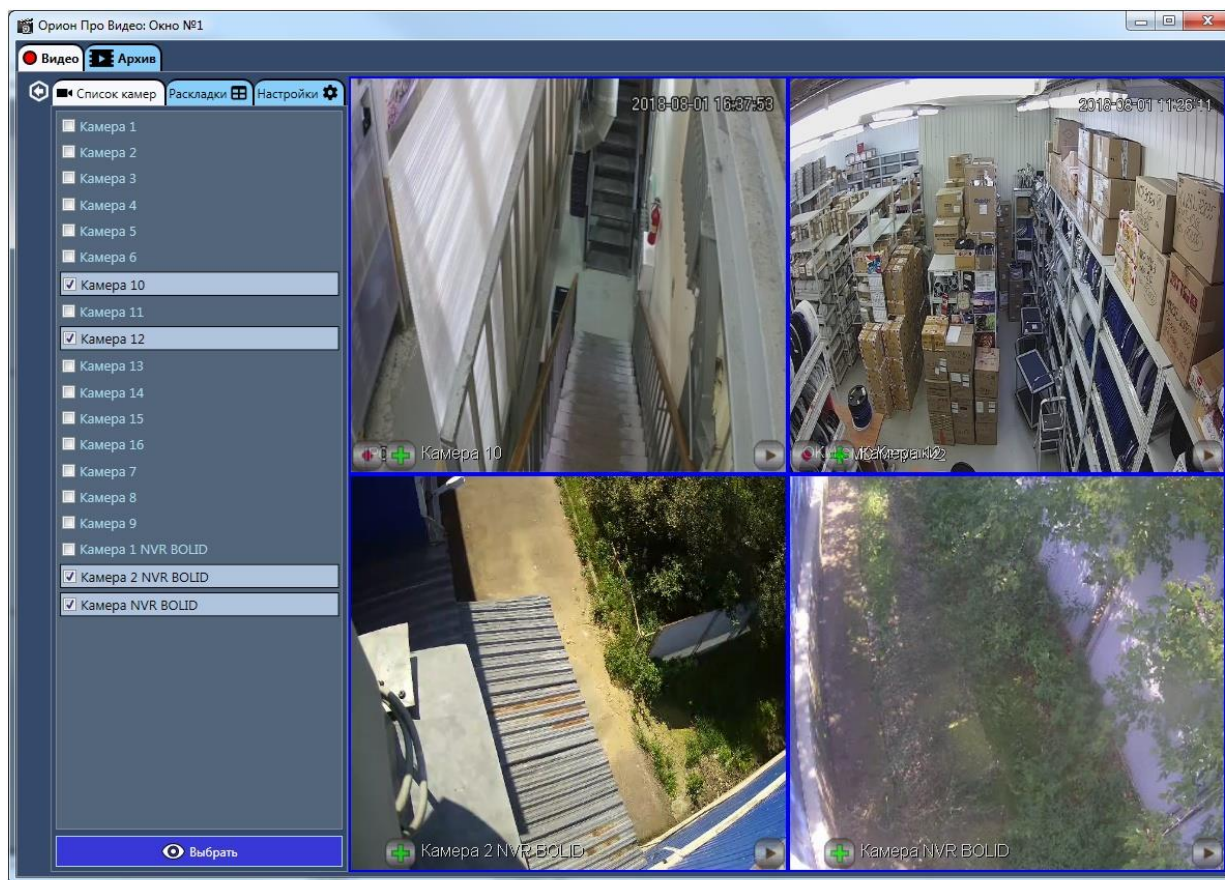 Орион Про Видео: Окно №1
Видео
Архив
Список камер
Раскладки
Настройки
Камера 1
Камера 2
Камера 3
Камера 4
Камера 5
Камера 6
Камера 10
Камера 11
Камера 12
Камера 13
Камера 14
Камера 15
Камера 16
Камера 7
Камера 8
Камера 9
Камера 1 NVR BOLID
Камера 2 NVR BOLID
Камера NVR BOLID
Выбрать
2018-08-01 16:37:53
Камера 10
2018-08-01 11:26:11
Камера 12
Камера 2 NVR BOLID
Камера NVR BOLID